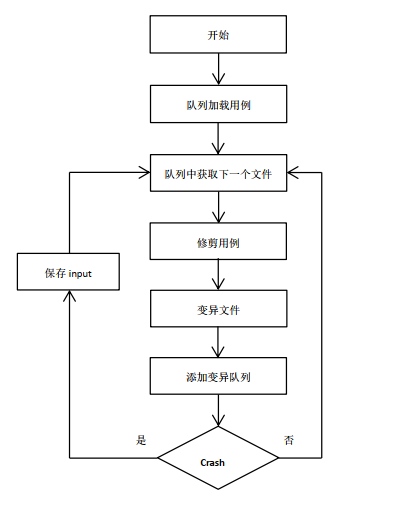 开始
队列加载用例
队列中获取下一个文件
修剪用例
保存 input
变异文件
添加变异队列
是
否
Crash